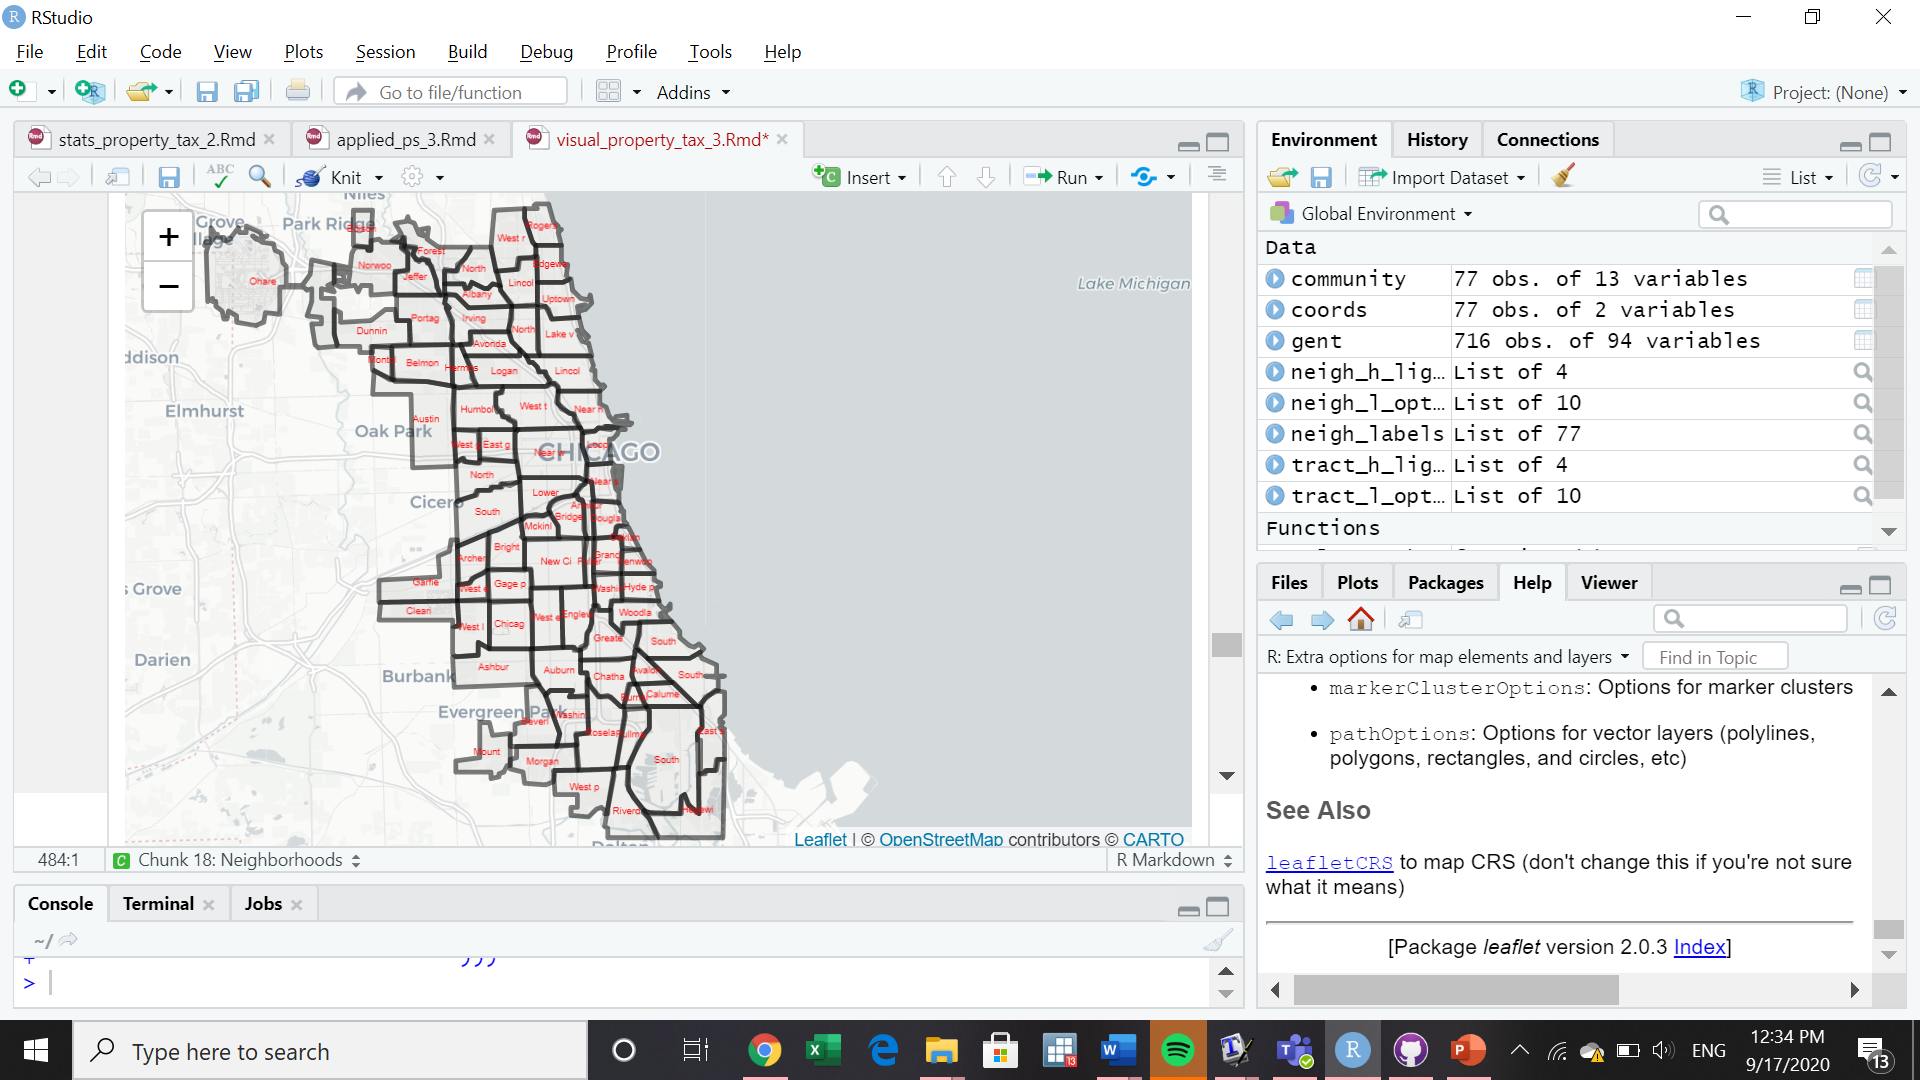 RStudio
File Edit Code View Plots Session Build Debug Profile Tools Help
Go to file/function Addins Project: (None)
stats_property_tax_2.Rmd applied_ps_3.Rmd visual_property_tax_3.Rmd*
ABC Knit Insert Run
Niles
Grove
Park Ridge
+
−
Lake Michigan
Ohare
Norwoo
Forest
Jeffer
North
West r
Rogers
Edgewa
Albany
Lincol
Uptown
Dunnin
Portag
Irving
North
Lake v
Avonda
Montcl
Belmon
Hermos
Logan
Lincol
ddison
Elmhurst
Oak Park
Austin
Humbol
West t
Near n
West g
East g
CHICAGO
Near w
Loop
North
Near s
Cicero
Lower
South
Armour
Bridge
Dougla
Mckinl
Oaklan
Archer
Bright
New Ci
Fuller
Grand
Kenwoo
s Grove
Garfie
West e
Gage p
Washin
Hyde p
Cleari
West l
Chicag
West e
Englew
Woodla
Greate
South
Darien
Burbank
Ashbur
Auburn
Chatha
Avalon
South
Burnsi
Calume
Evergreen Park
Beverl
Washin
Rosela
Pullma
East s
Mount
Morgan
South
West p
Riverd
Hegewi
Dolton
Leaflet | © OpenStreetMap contributors © CARTO
484:1 Chunk 18: Neighborhoods R Markdown
Console Terminal Jobs
~/
+ )))
>
Environment History Connections
Import Dataset List
Global Environment
Data
community 77 obs. of 13 variables
coords 77 obs. of 2 variables
gent 716 obs. of 94 variables
neigh_h_lig… List of 4
neigh_l_opt… List of 10
neigh_labels List of 77
tract_h_lig… List of 4
tract_l_opt… List of 10
Functions
Files Plots Packages Help Viewer
R: Extra options for map elements and layers Find in Topic
• markerClusterOptions: Options for marker clusters
• pathOptions: Options for vector layers (polylines,
polygons, rectangles, and circles, etc)
See Also
leafletCRS to map CRS (don't change this if you're not sure
what it means)
[Package leaflet version 2.0.3 Index]
Type here to search
ENG
12:34 PM
9/17/2020
13